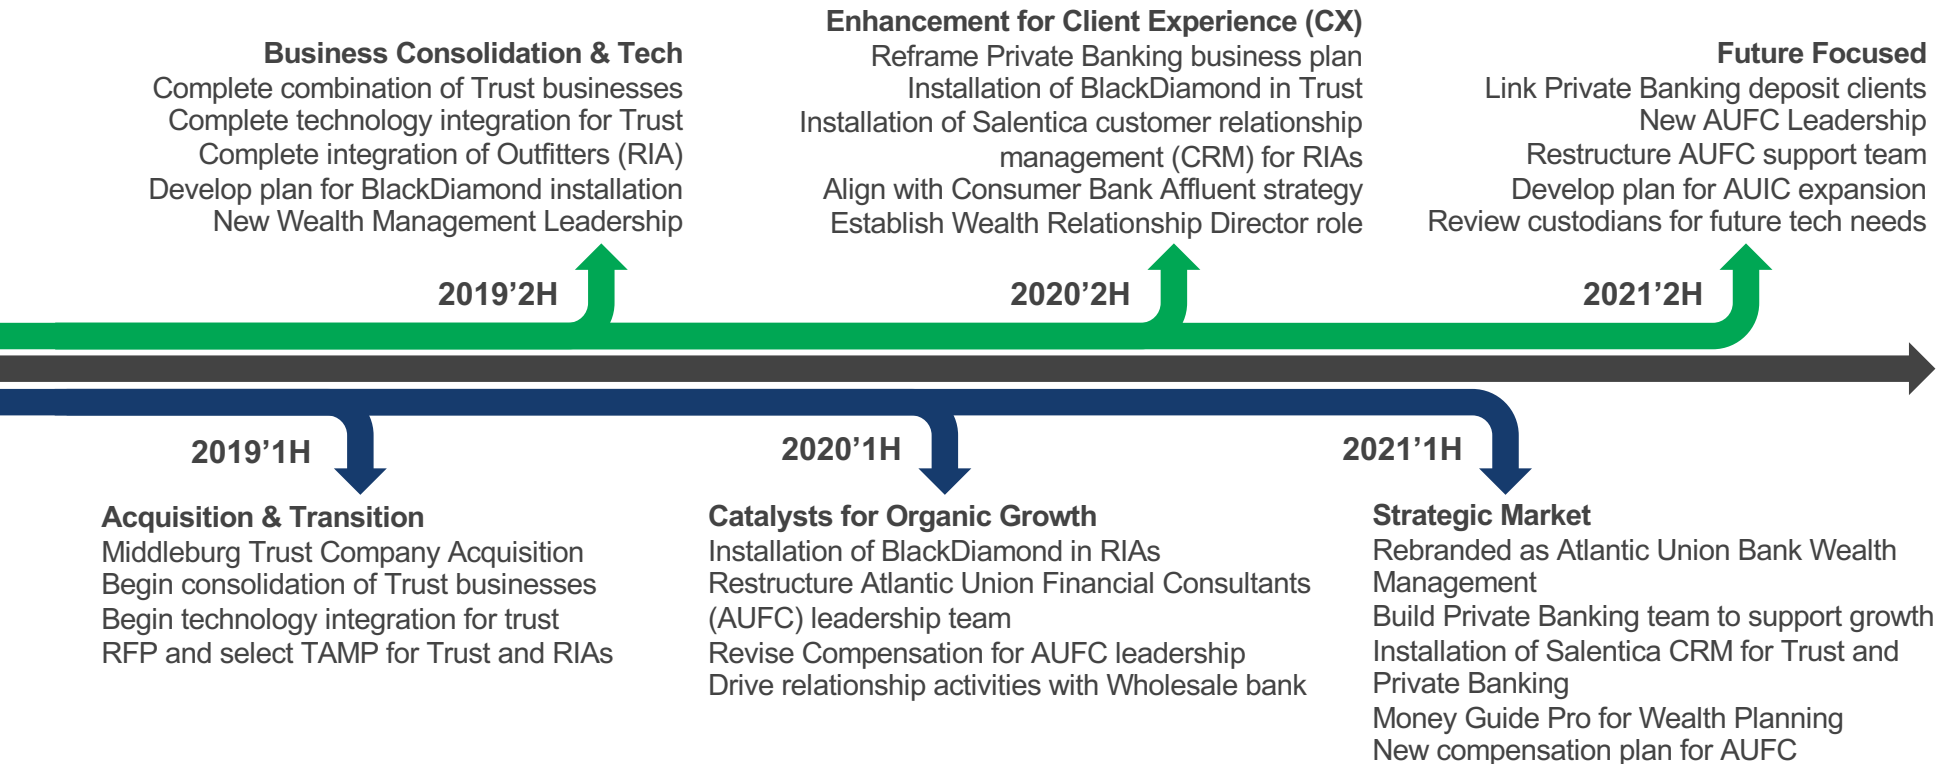 Business Consolidation & Tech
Complete combination of Trust businesses
Complete technology integration for Trust
Complete integration of Outfitters (RIA)
Develop plan for BlackDiamond installation
New Wealth Management Leadership
2019’2H
Enhancement for Client Experience (CX)
Reframe Private Banking business plan
Installation of BlackDiamond in Trust
Installation of Salentica customer relationship
management (CRM) for RIAs
Align with Consumer Bank Affluent strategy
Establish Wealth Relationship Director role
2020’2H
Future Focused
Link Private Banking deposit clients
New AUFC Leadership
Restructure AUFC support team
Develop plan for AUIC expansion
Review custodians for future tech needs
2021’2H
2019’1H
Acquisition & Transition
Middleburg Trust Company Acquisition
Begin consolidation of Trust businesses
Begin technology integration for trust
RFP and select TAMP for Trust and RIAs
2020’1H
Catalysts for Organic Growth
Installation of BlackDiamond in RIAs
Restructure Atlantic Union Financial Consultants
(AUFC) leadership team
Revise Compensation for AUFC leadership
Drive relationship activities with Wholesale bank
2021’1H
Strategic Market
Rebranded as Atlantic Union Bank Wealth
Management
Build Private Banking team to support growth
Installation of Salentica CRM for Trust and
Private Banking
Money Guide Pro for Wealth Planning
New compensation plan for AUFC